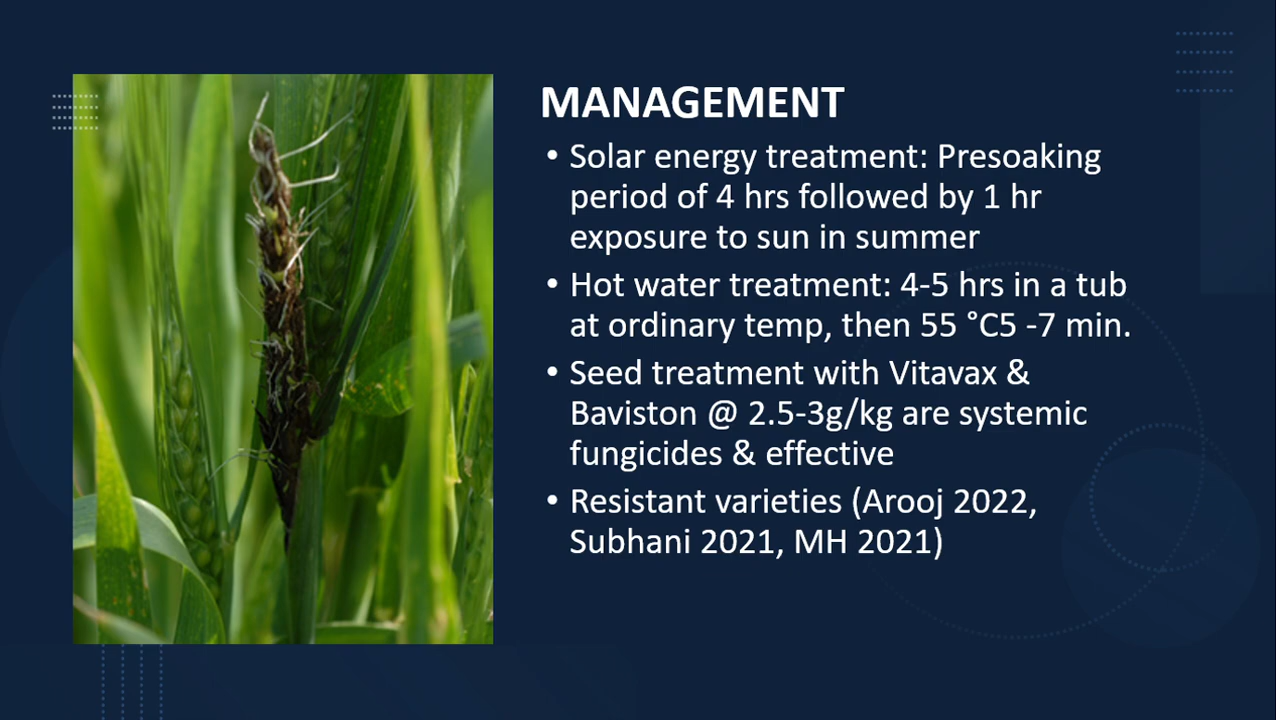 MANAGEMENT
• Solar energy treatment: Presoaking
period of 4 hrs followed by 1 hr
exposure to sun in summer
• Hot water treatment: 4-5 hrs in a tub
at ordinary temp, then 55 °C5 -7 min.
• Seed treatment with Vitavax &
Baviston @ 2.5-3g/kg are systemic
fungicides & effective
• Resistant varieties (Arooj 2022,
Subhani 2021, MH 2021)